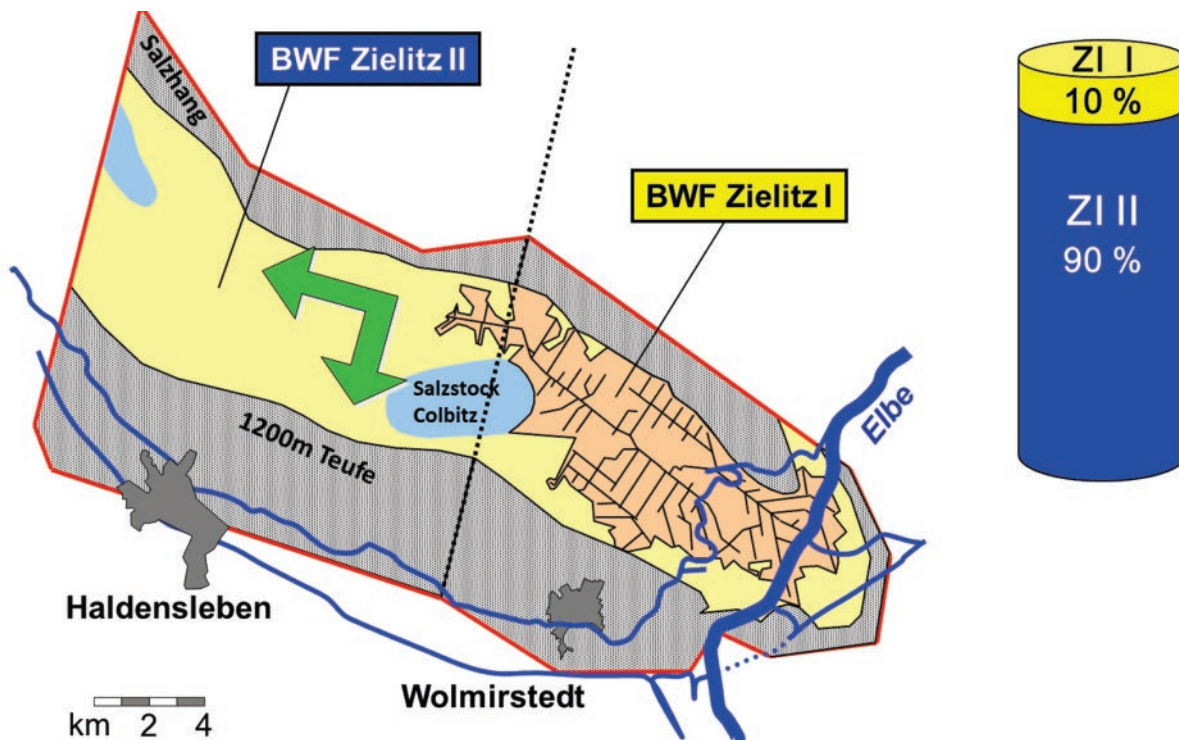 Salzhang
BWF Zielitz II
BWF Zielitz I
ZI I
10 %
ZI II
90 %
Salzstock
Colbitz
Elbe
1200m Teufe
Haldensleben
Wolmirstedt
km 2 4